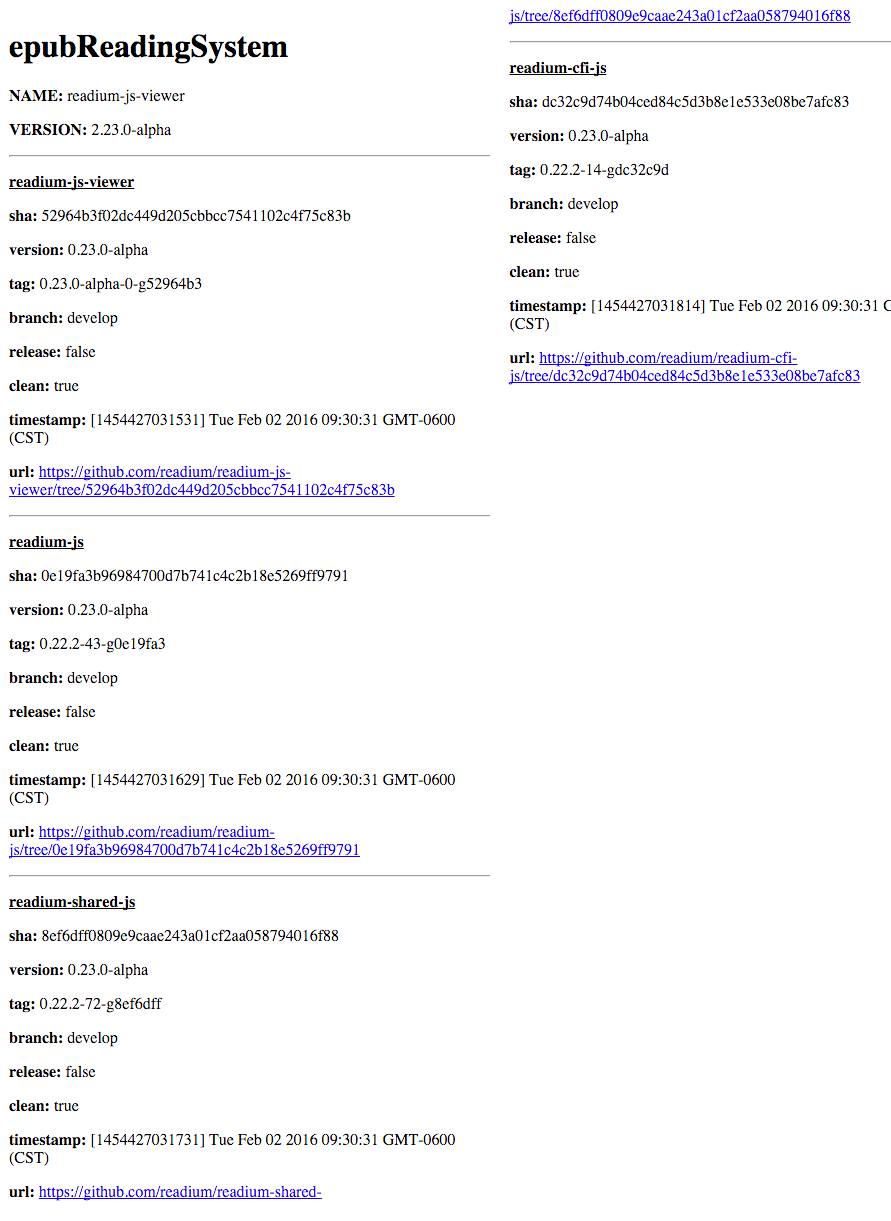 epubReadingSystem
NAME: readium-js-viewer
VERSION: 2.23.0-alpha
readium-js-viewer
sha: 52964b3f02dc449d205cbbcc7541102c4f75c83b
version: 0.23.0-alpha
tag: 0.23.0-alpha-0-g52964b3
branch: develop
release: false
clean: true
timestamp: [1454427031531] Tue Feb 02 2016 09:30:31 GMT-0600
(CST)
url: https://github.com/readium/readium-js-
viewer/tree/52964b3f02dc449d205cbbcc7541102c4f75c83b
readium-js
sha: 0e19fa3b96984700d7b741c4c2b18e5269ff9791
version: 0.23.0-alpha
tag: 0.22.2-43-g0e19fa3
branch: develop
release: false
clean: true
timestamp: [1454427031629] Tue Feb 02 2016 09:30:31 GMT-0600
(CST)
url: https://github.com/readium/readium-
js/tree/0e19fa3b96984700d7b741c4c2b18e5269ff9791
readium-shared-js
sha: 8ef6dff0809e9caae243a01cf2aa058794016f88
version: 0.23.0-alpha
tag: 0.22.2-72-g8ef6dff
branch: develop
release: false
clean: true
timestamp: [1454427031731] Tue Feb 02 2016 09:30:31 GMT-0600
(CST)
url: https://github.com/readium/readium-shared-
js/tree/8ef6dff0809e9caae243a01cf2aa058794016f88
readium-cfi-js
sha: dc32c9d74b04ced84c5d3b8e1e533e08be7afc83
version: 0.23.0-alpha
tag: 0.22.2-14-gdc32c9d
branch: develop
release: false
clean: true
timestamp: [1454427031814] Tue Feb 02 2016 09:30:31
(CST)
url: https://github.com/readium/readium-cfi-
js/tree/dc32c9d74b04ced84c5d3b8e1e533e08be7afc83